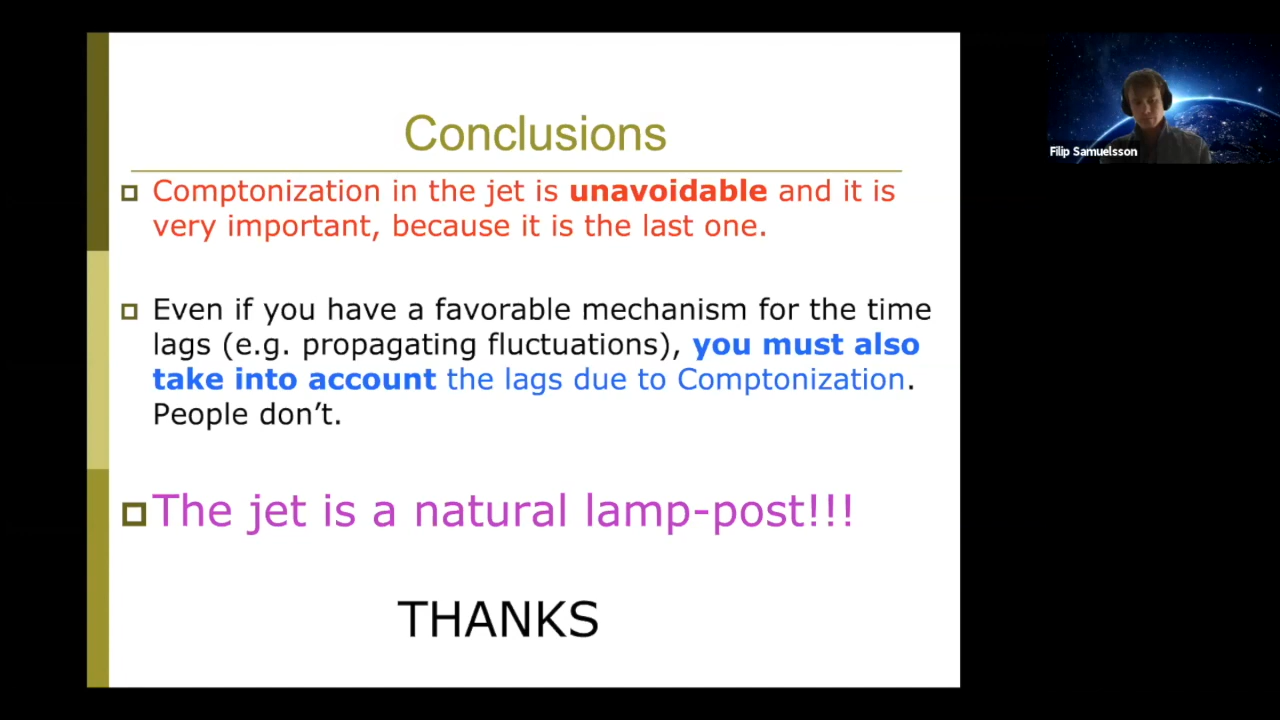 Conclusions
Comptonization in the jet is unavoidable and it is
very important, because it is the last one.
Even if you have a favorable mechanism for the time
lags (e.g. propagating fluctuations), you must also
take into account the lags due to Comptonization.
People don’t.
The jet is a natural lamp-post!!!
THANKS
Filip Samuelsson